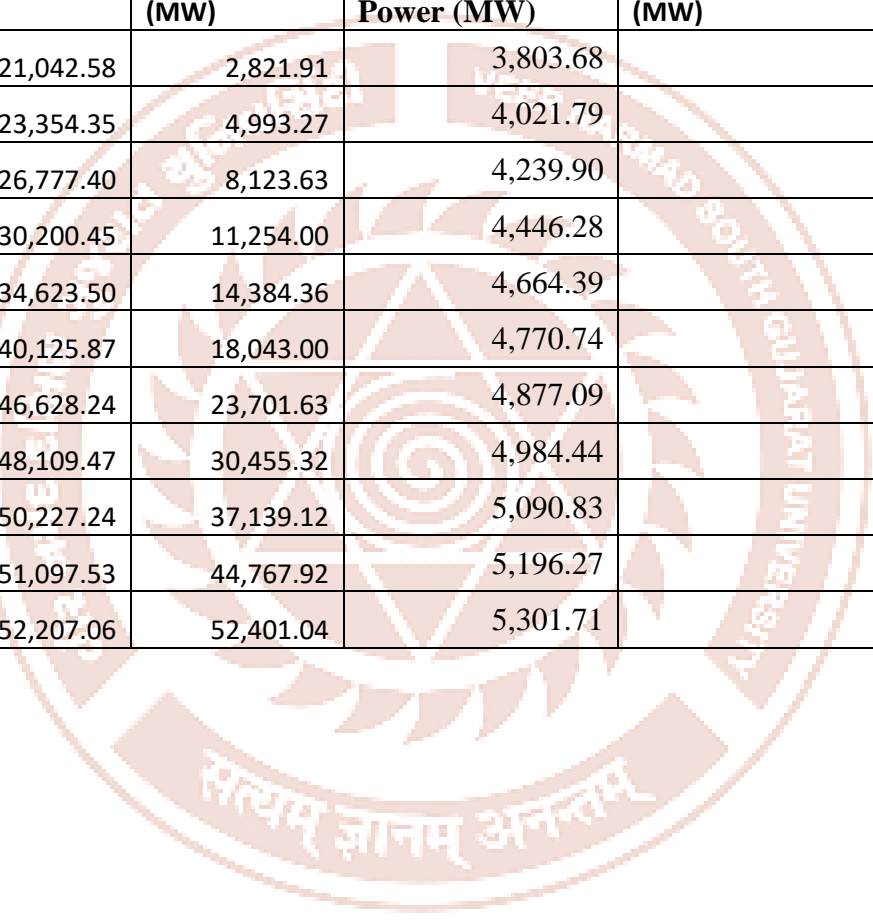 (MW) Power (MW) (MW)
21,042.58 2,821.91 3,803.68
23,354.35 4,993.27 4,021.79
26,777.40 8,123.63 4,239.90
30,200.45 11,254.00 4,446.28
34,623.50 14,384.36 4,664.39
40,125.87 18,043.00 4,770.74
46,628.24 23,701.63 4,877.09
48,109.47 30,455.32 4,984.44
50,227.24 37,139.12 5,090.83
51,097.53 44,767.92 5,196.27
52,207.06 52,401.04 5,301.71
SOUTH GUJARAT UNIVERSITY
सत्यम् ज्ञानम् अनन्तम्